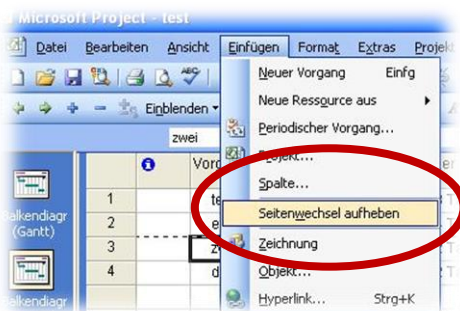 Microsoft Project - test
Datei Bearbeiten Ansicht Einfügen Format Extras Projekt
Neuer Vorgang Einfg
Einblenden
Neue Ressource aus
zwei
Periodischer Vorgang...
Projekt...
Spalte...
1
Seitenwechsel aufheben
2
Balkendiagr
(Gantt)
3
Zeichnung
4
Objekt...
Balkendiagr
Hyperlink... Strg+K